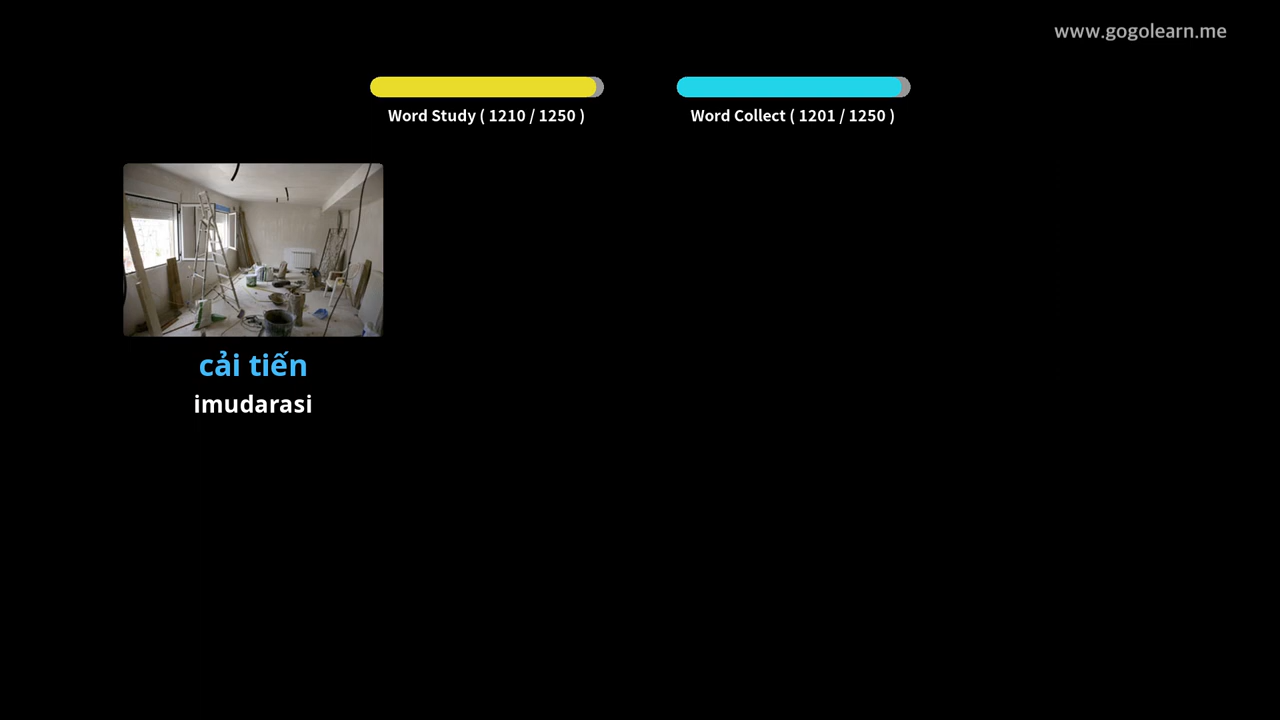 www.gogolearn.me
Word Study ( 1210 / 1250 )
Word Collect ( 1201 / 1250 )
cải tiến
imudarasi